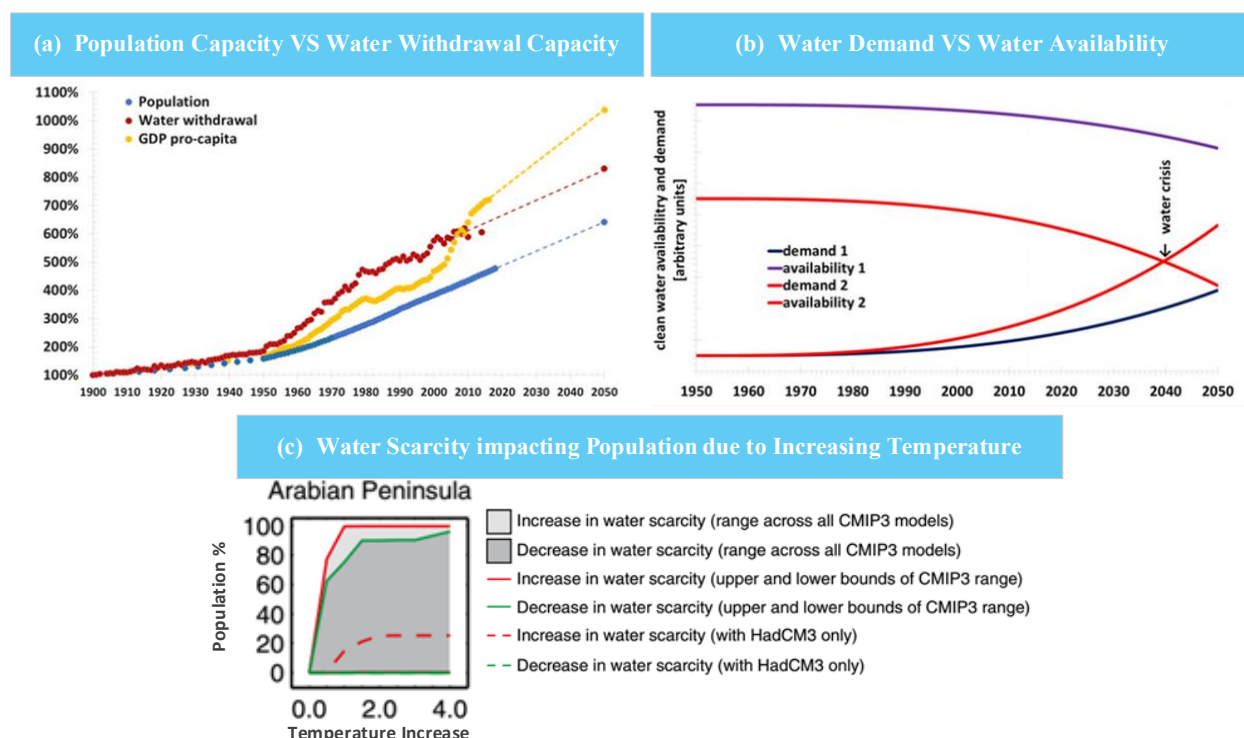 (a) Population Capacity VS Water Withdrawal Capacity
1100%
1000%
900%
800%
700%
600%
500%
400%
300%
200%
100%
Population
Water withdrawal
GDP pro-capita
1900 1910 1920 1930 1940 1950 1960 1970 1980 1990 2000 2010 2020 2030 2040 2050
(b) Water Demand VS Water Availability
clean water availabilitry and demand
[arbitrary units]
water crisis
demand 1
availability 1
demand 2
availability 2
1950 1960 1970 1980 1990 2000 2010 2020 2030 2040 2050
(c) Water Scarcity impacting Population due to Increasing Temperature
Arabian Peninsula
Population %
100
80
60
40
20
0
0.0 2.0 4.0
Temperature Increase
Increase in water scarcity (range across all CMIP3 models)
Decrease in water scarcity (range across all CMIP3 models)
Increase in water scarcity (upper and lower bounds of CMIP3 range)
Decrease in water scarcity (upper and lower bounds of CMIP3 range)
Increase in water scarcity (with HadCM3 only)
Decrease in water scarcity (with HadCM3 only)